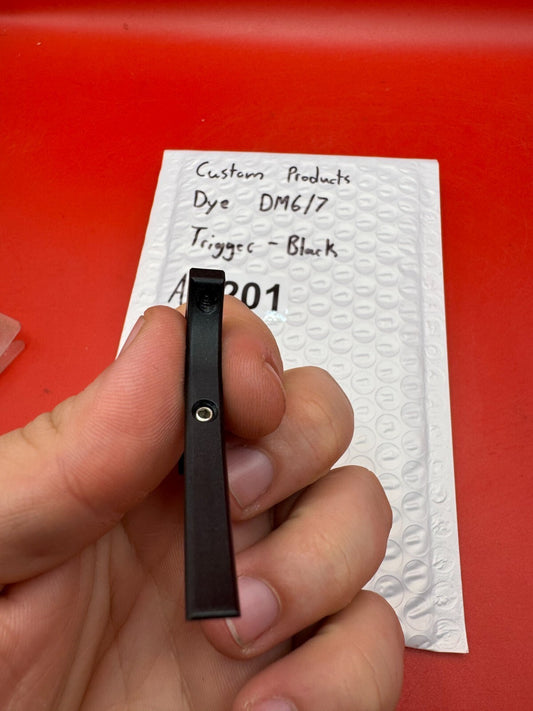 Custom Products
Dye DM6/7
Trigger - Black
A 201